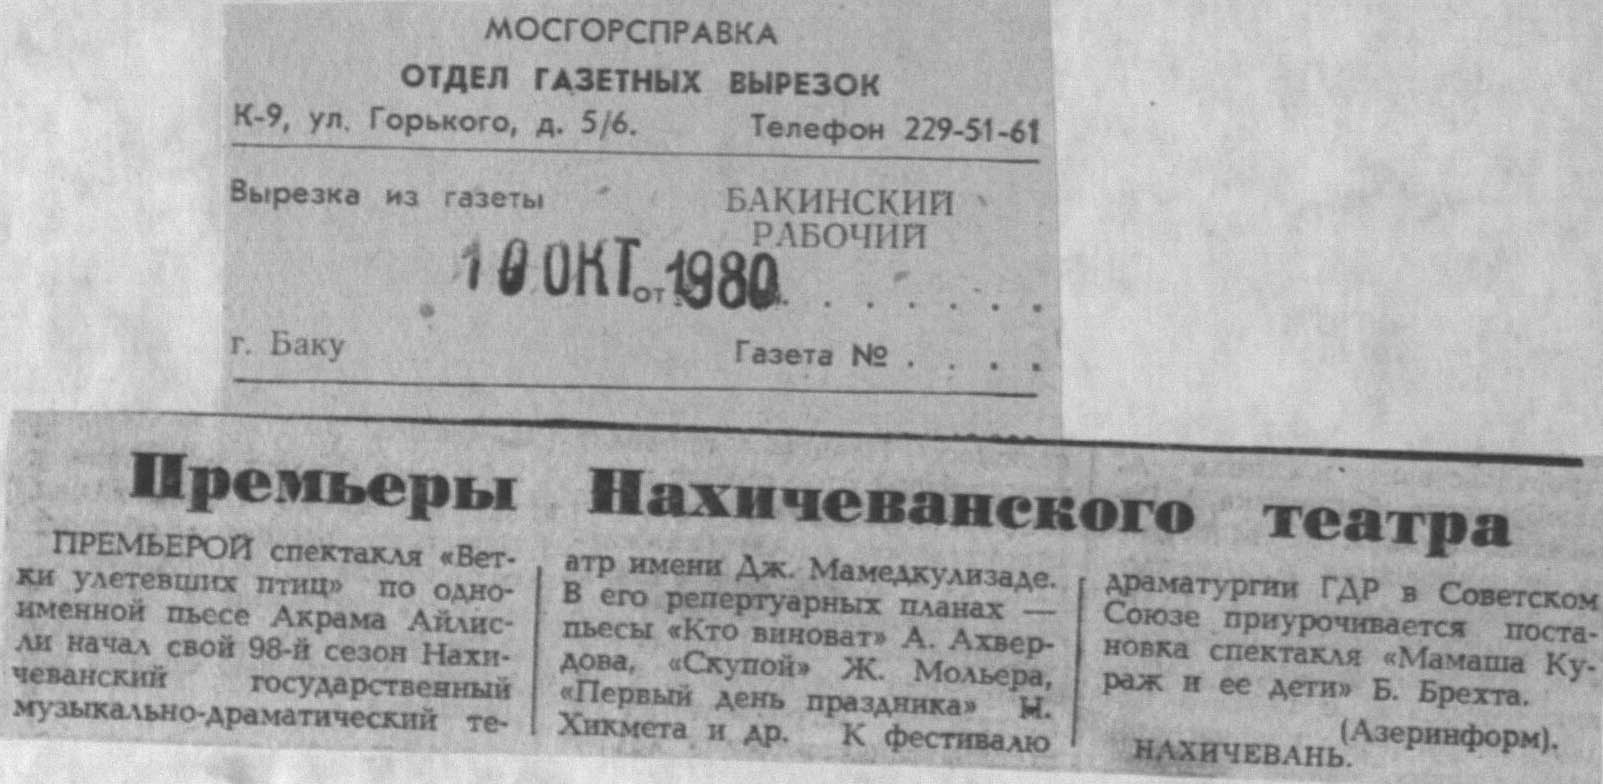 МОСГОРСПРАВКА
ОТДЕЛ ГАЗЕТНЫХ ВЫРЕЗОК
К-9, ул. Горького, д. 5/6. Телефон 229-51-61
Вырезка из газеты БАКИНСКИЙ
РАБОЧИЙ
10 ОКТ. от 1980 . . . . . . .
г. Баку Газета № . . . .
Премьеры Нахичеванского театра
ПРЕМЬЕРОЙ спектакля «Вет-
ки улетевших птиц» по одно-
именной пьесе Акрама Айлис-
ли начал свой 98-й сезон Нахи-
чеванский государственный
музыкально-драматический те-
атр имени Дж. Мамедкулизаде.
В его репертуарных планах —
пьесы «Кто виноват» А. Ахвер-
дова, «Скупой» Ж. Мольера,
«Первый день праздника» Н.
Хикмета и др. К фестивалю
драматургии ГДР в Советском
Союзе приурочивается поста-
новка спектакля «Мамаша Ку-
раж и ее дети» Б. Брехта.
(Азеринформ).
НАХИЧЕВАНЬ.